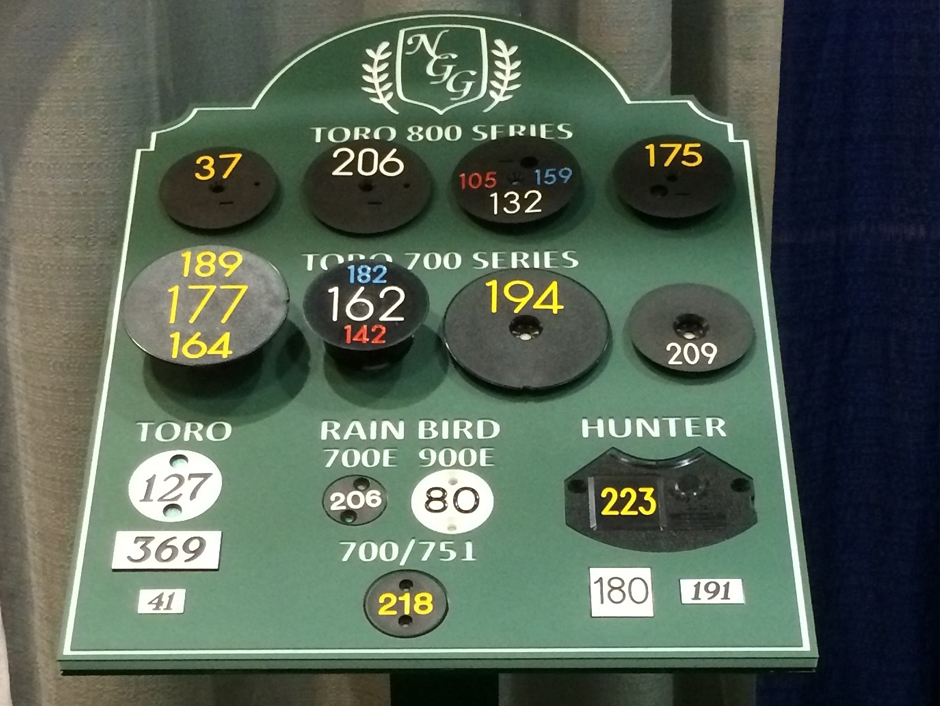 NGG
TORO 800 SERIES
37 206 105 159 132 175
TORO 700 SERIES
189 177 164
182 162 142
194
209
TORO
127
369
41
RAIN BIRD
700E 900E
206 80
700/751
218
HUNTER
223
180 191